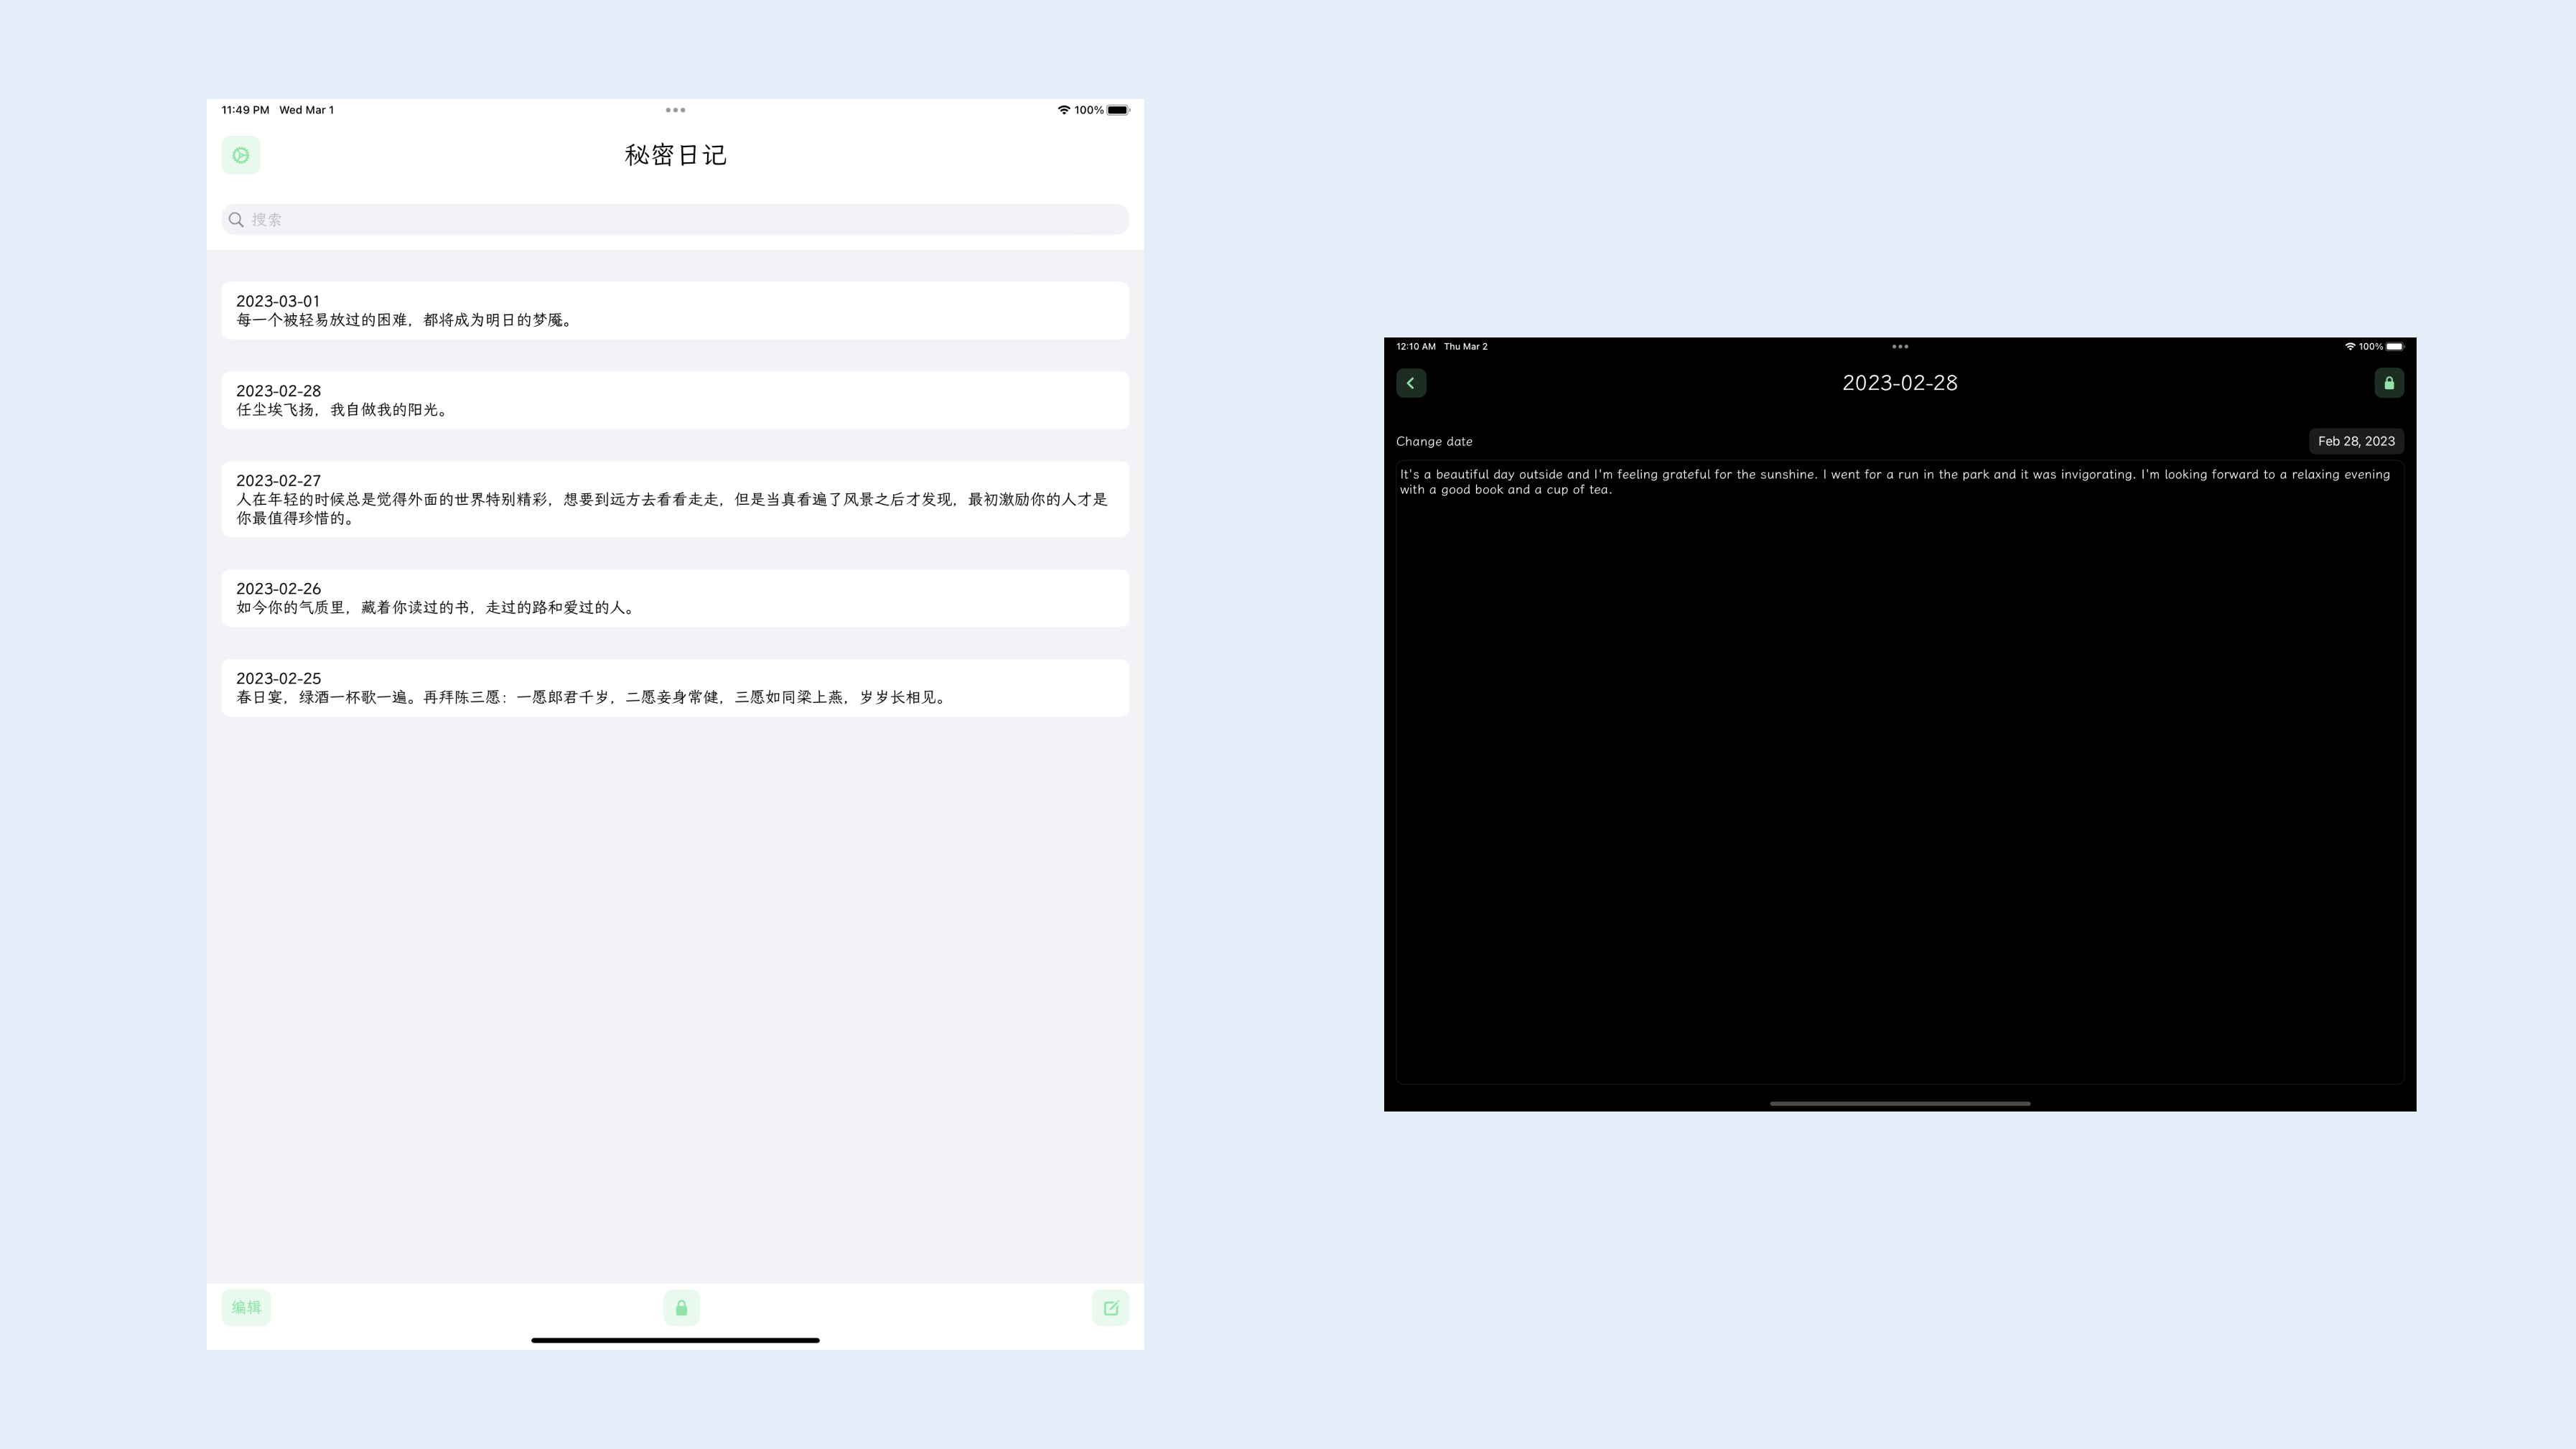 11:49 PM Wed Mar 1
100%
秘密日记
搜索
2023-03-01
每一个被轻易放过的困难，都将成为明日的梦魇。
2023-02-28
任尘埃飞扬，我自做我的阳光。
2023-02-27
人在年轻的时候总是觉得外面的世界特别精彩，想要到远方去看看走走，但是当真看遍了风景之后才发现，最初激励你的人才是
你最值得珍惜的。
2023-02-26
如今你的气质里，藏着你读过的书，走过的路和爱过的人。
2023-02-25
春日宴，绿酒一杯歌一遍。再拜陈三愿：一愿郎君千岁，二愿妾身常健，三愿如同梁上燕，岁岁长相见。
编辑
12:10 AM Thu Mar 2
100%
2023-02-28
Change date
Feb 28, 2023
It's a beautiful day outside and I'm feeling grateful for the sunshine. I went for a run in the park and it was invigorating. I'm looking forward to a relaxing evening
with a good book and a cup of tea.